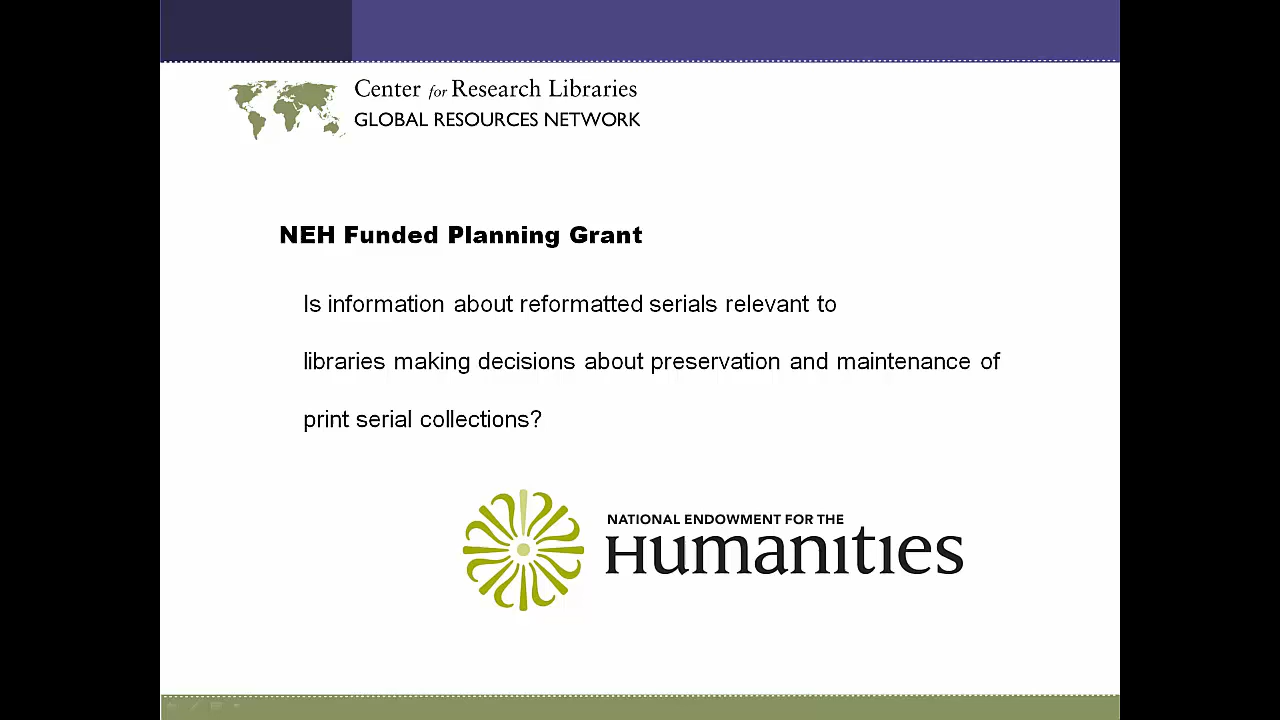 Center for Research Libraries
GLOBAL RESOURCES NETWORK
NEH Funded Planning Grant
Is information about reformatted serials relevant to
libraries making decisions about preservation and maintenance of
print serial collections?
NATIONAL ENDOWMENT FOR THE
Humanities